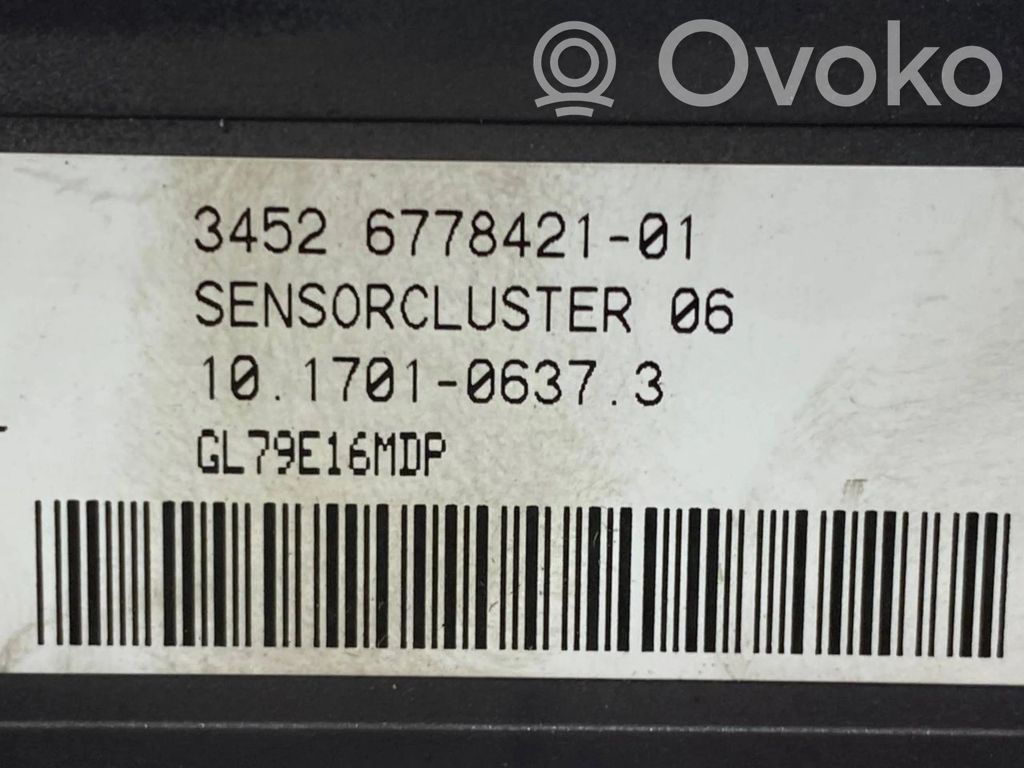 Ovoko
3452 6778421-01
SENSORCLUSTER 06
10.1701-0637.3
GL79E16MDP